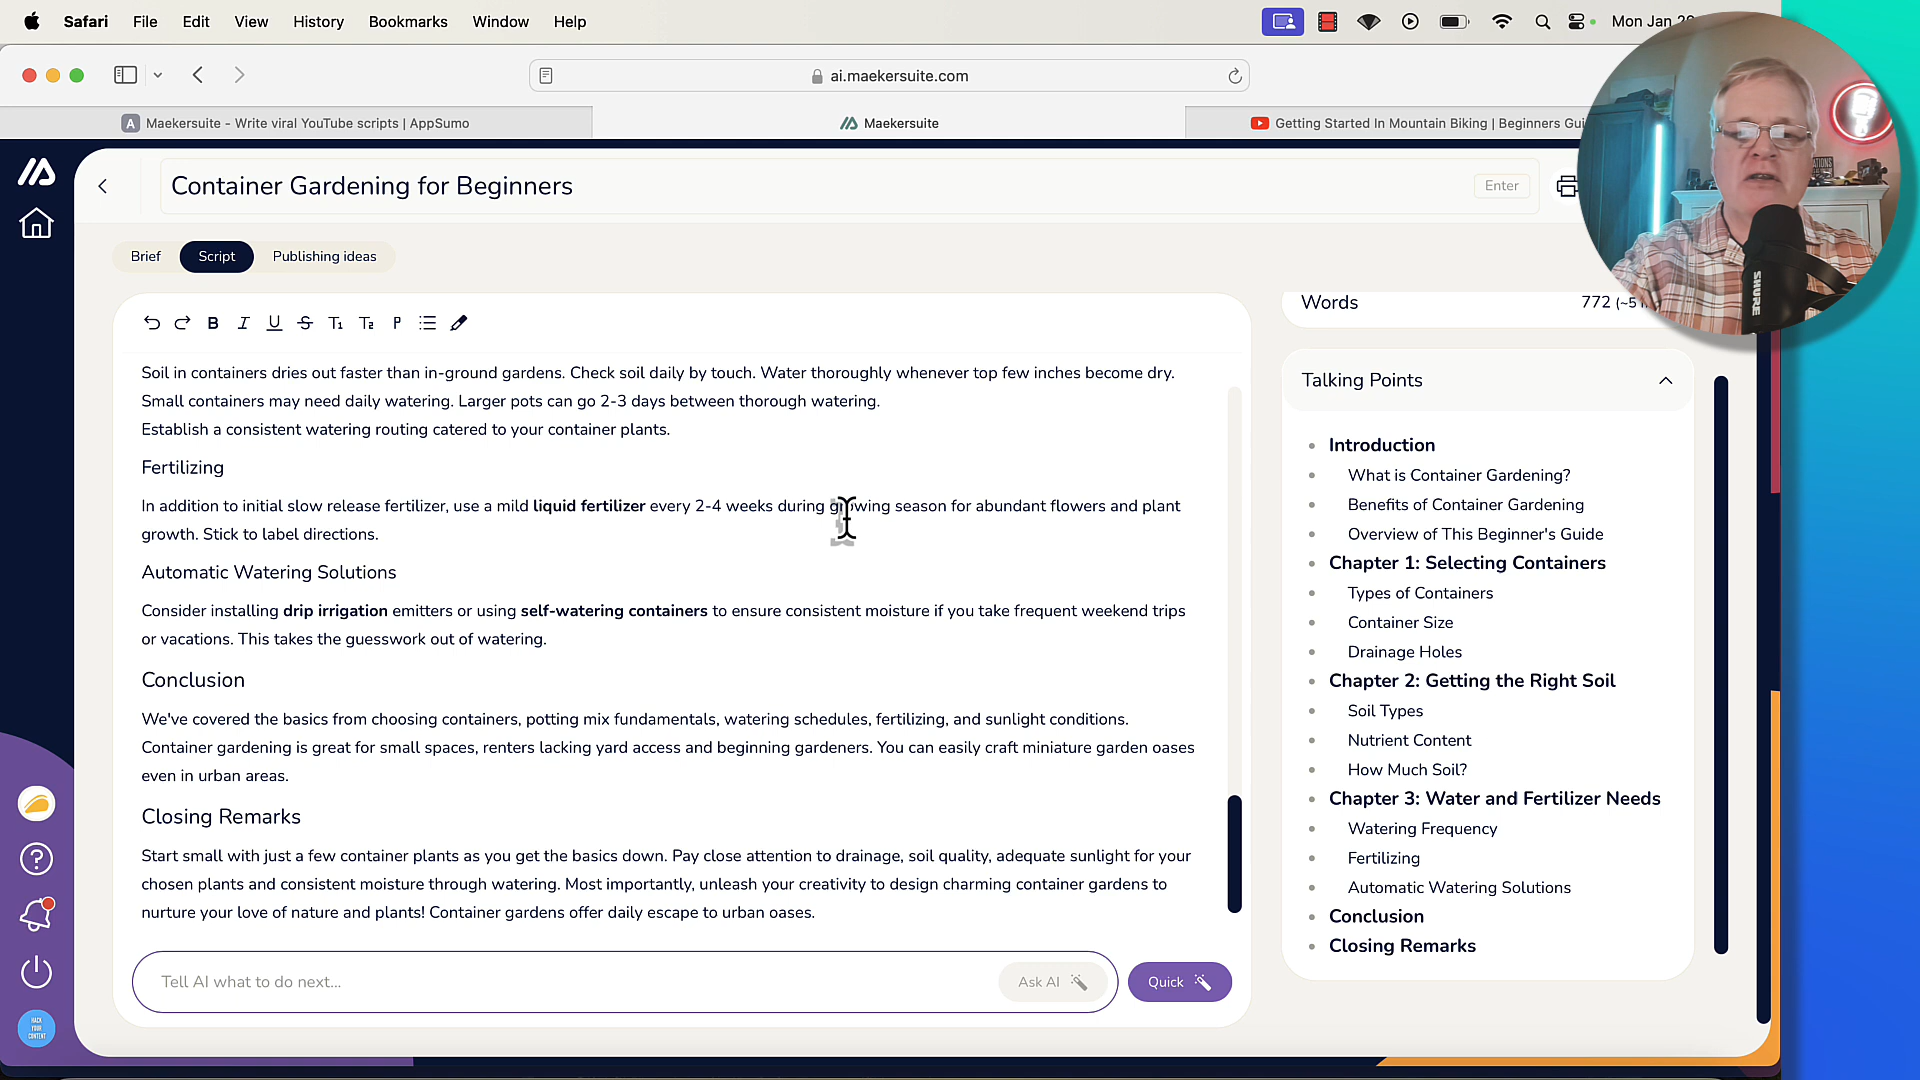 Safari File Edit View History Bookmarks Window Help
Mon Jan
ai.maekersuite.com
Maekersuite - Write viral YouTube scripts | AppSumo
Maekersuite
Getting Started In Mountain Biking | Beginners Gui
Container Gardening for Beginners
Enter
Brief
Script
Publishing ideas
Soil in containers dries out faster than in-ground gardens. Check soil daily by touch. Water thoroughly whenever top few inches become dry.
Small containers may need daily watering. Larger pots can go 2-3 days between thorough watering.
Establish a consistent watering routing catered to your container plants.
Fertilizing
In addition to initial slow release fertilizer, use a mild liquid fertilizer every 2-4 weeks during growing season for abundant flowers and plant
growth. Stick to label directions.
Automatic Watering Solutions
Consider installing drip irrigation emitters or using self-watering containers to ensure consistent moisture if you take frequent weekend trips
or vacations. This takes the guesswork out of watering.
Conclusion
We've covered the basics from choosing containers, potting mix fundamentals, watering schedules, fertilizing, and sunlight conditions.
Container gardening is great for small spaces, renters lacking yard access and beginning gardeners. You can easily craft miniature garden oases
even in urban areas.
Closing Remarks
Start small with just a few container plants as you get the basics down. Pay close attention to drainage, soil quality, adequate sunlight for your
chosen plants and consistent moisture through watering. Most importantly, unleash your creativity to design charming container gardens to
nurture your love of nature and plants! Container gardens offer daily escape to urban oases.
Tell AI what to do next...
Ask AI
Quick
Words 772 (~5
Talking Points
Introduction
What is Container Gardening?
Benefits of Container Gardening
Overview of This Beginner's Guide
Chapter 1: Selecting Containers
Types of Containers
Container Size
Drainage Holes
Chapter 2: Getting the Right Soil
Soil Types
Nutrient Content
How Much Soil?
Chapter 3: Water and Fertilizer Needs
Watering Frequency
Fertilizing
Automatic Watering Solutions
Conclusion
Closing Remarks
HACK
YOUR
CONTENT
SHURE